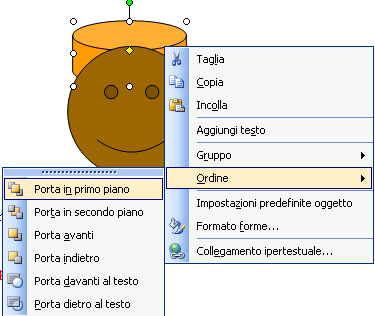 Taglia
Copia
Incolla
Aggiungi testo
Gruppo
Ordine
Impostazioni predefinite oggetto
Formato forme...
Collegamento ipertestuale...
Porta in primo piano
Porta in secondo piano
Porta avanti
Porta indietro
Porta davanti al testo
Porta dietro al testo